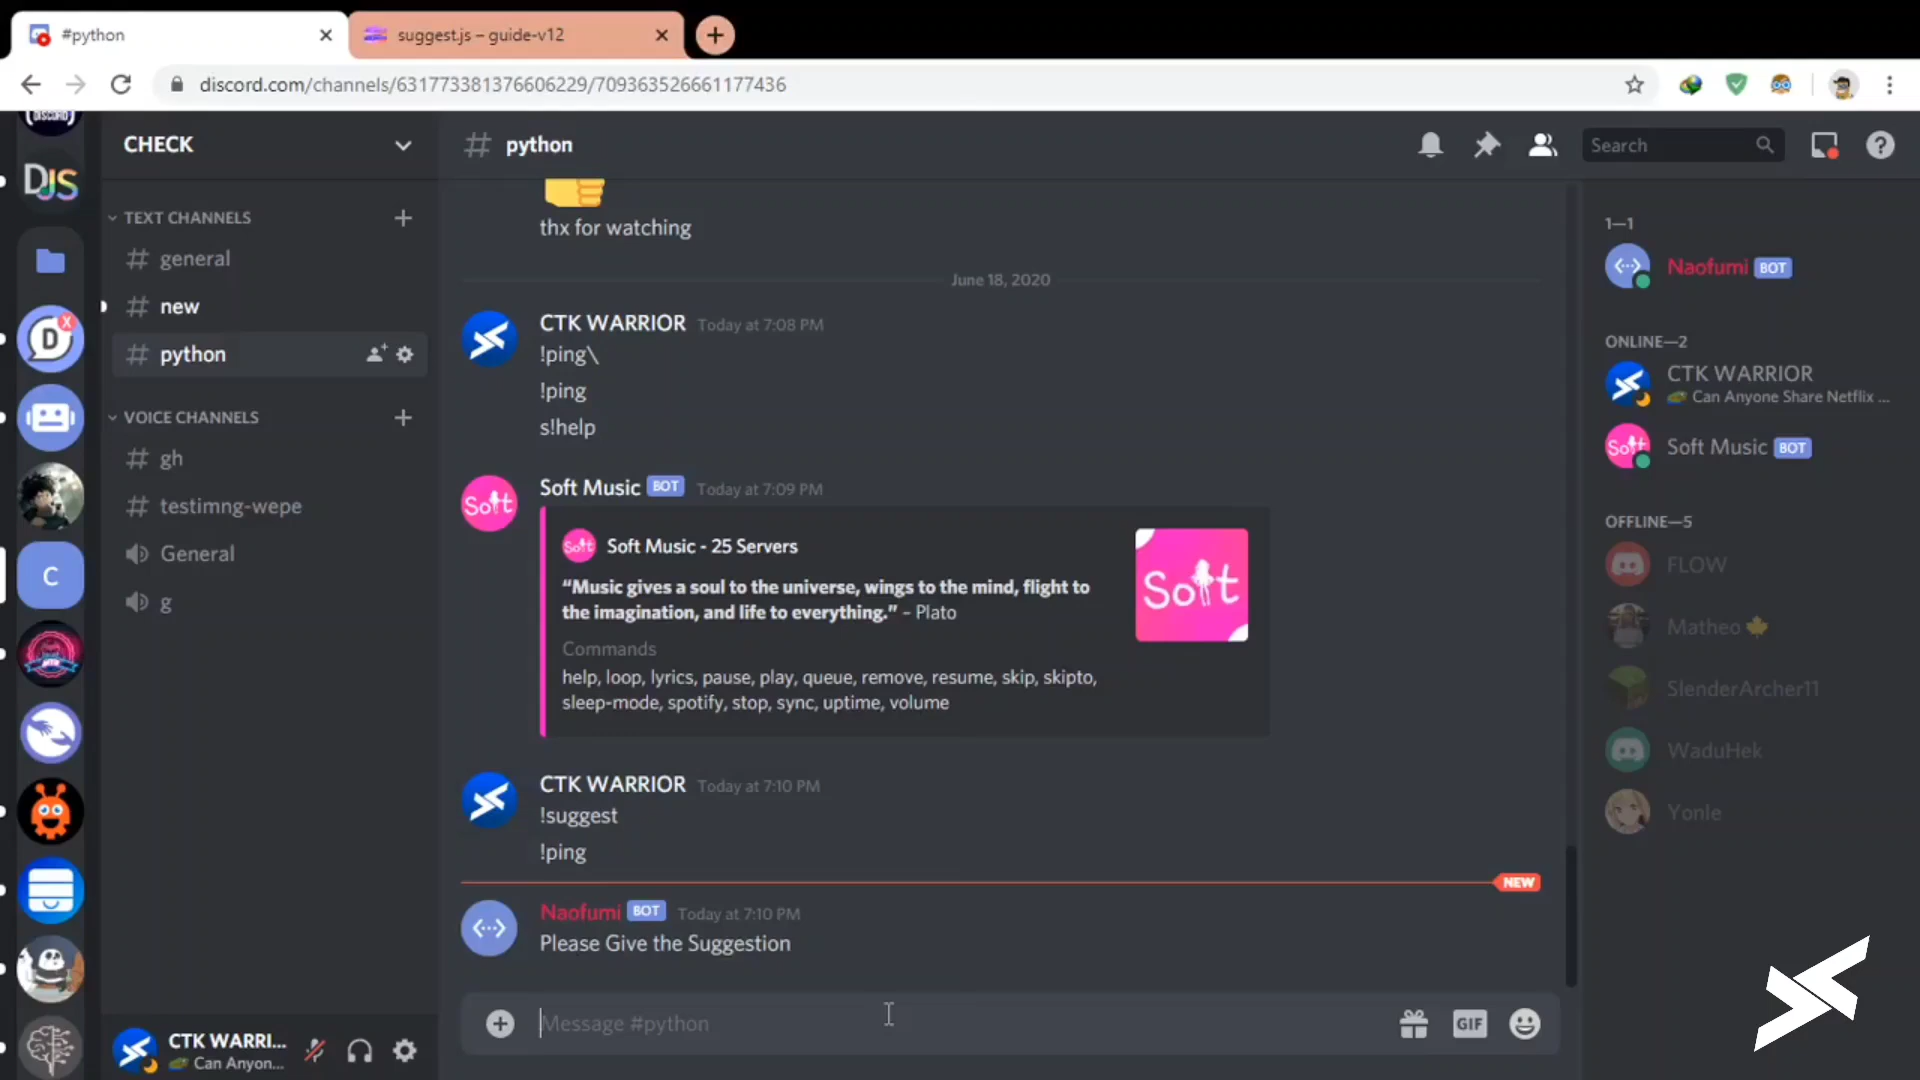 #python
suggest.js – guide-v12
discord.com/channels/631773381376606229/709363526661177436
DISCORD
DJS
CHECK
# python
Search
TEXT CHANNELS
general
new
python
VOICE CHANNELS
gh
testimng-wepe
General
g
C
thx for watching
June 18, 2020
CTK WARRIOR Today at 7:08 PM
!ping\
!ping
s!help
Soft Music BOT Today at 7:09 PM
Soft
Soft Music - 25 Servers
“Music gives a soul to the universe, wings to the mind, flight to
the imagination, and life to everything.” – Plato
Commands
help, loop, lyrics, pause, play, queue, remove, resume, skip, skipto,
sleep-mode, spotify, stop, sync, uptime, volume
Soft
CTK WARRIOR Today at 7:10 PM
!suggest
!ping
NEW
Naofumi BOT Today at 7:10 PM
Please Give the Suggestion
Message #python
GIF
CTK WARRI...
Can Anyon...
1—1
Naofumi BOT
ONLINE—2
CTK WARRIOR
Can Anyone Share Netflix ...
Soft
Soft Music BOT
OFFLINE—5
FLOW
Matheo
SlenderArcher11
WaduHek
Yonle